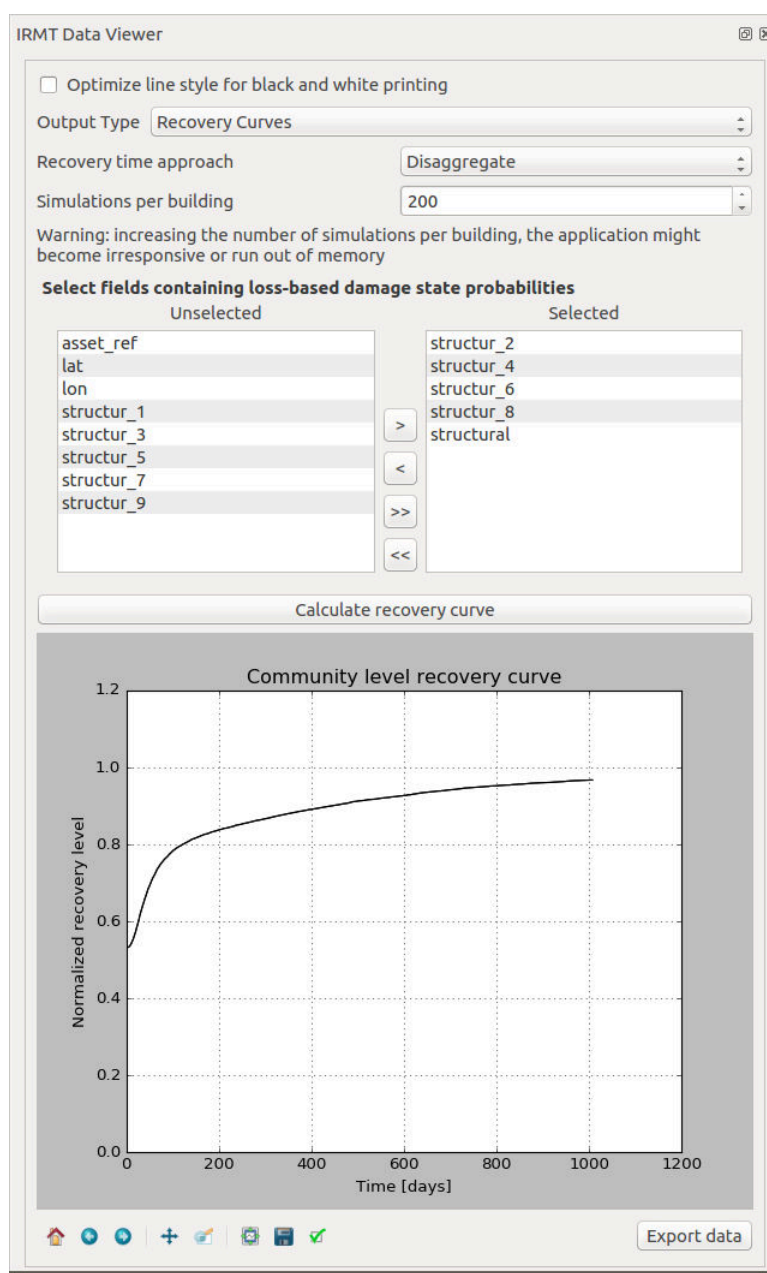 IRMT Data Viewer
Optimize line style for black and white printing
Output Type Recovery Curves
Recovery time approach Disaggregate
Simulations per building 200
Warning: increasing the number of simulations per building, the application might
become irresponsive or run out of memory
Select fields containing loss-based damage state probabilities
Unselected Selected
asset_ref structur_2
lat structur_4
lon structur_6
structur_1 structur_8
structur_3 structural
structur_5
structur_7
structur_9
>
<
>>
<<
Calculate recovery curve
Community level recovery curve
1.2
1.0
0.8
0.6
0.4
0.2
0.0
Normalized recovery level
0 200 400 600 800 1000 1200
Time [days]
Export data